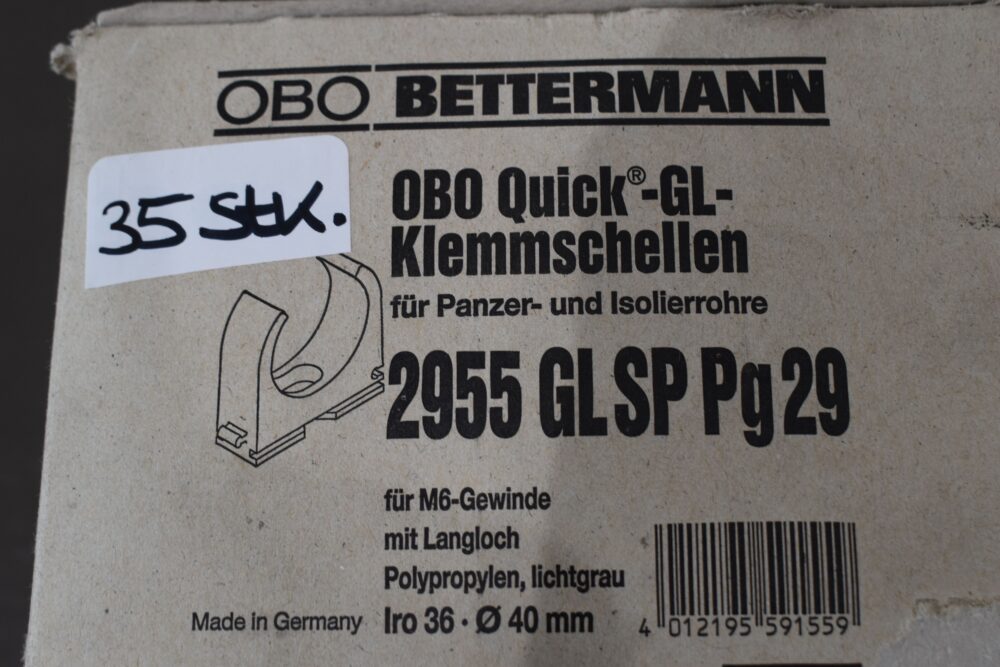 OBO BETTERMANN
35 Stk.
OBO Quick®-GL-
Klemmschellen
für Panzer- und Isolierrohre
2955 GL SP Pg 29
für M6-Gewinde
mit Langloch
Polypropylen, lichtgrau
Made in Germany Iro 36 · Ø 40 mm
4 012195 591559